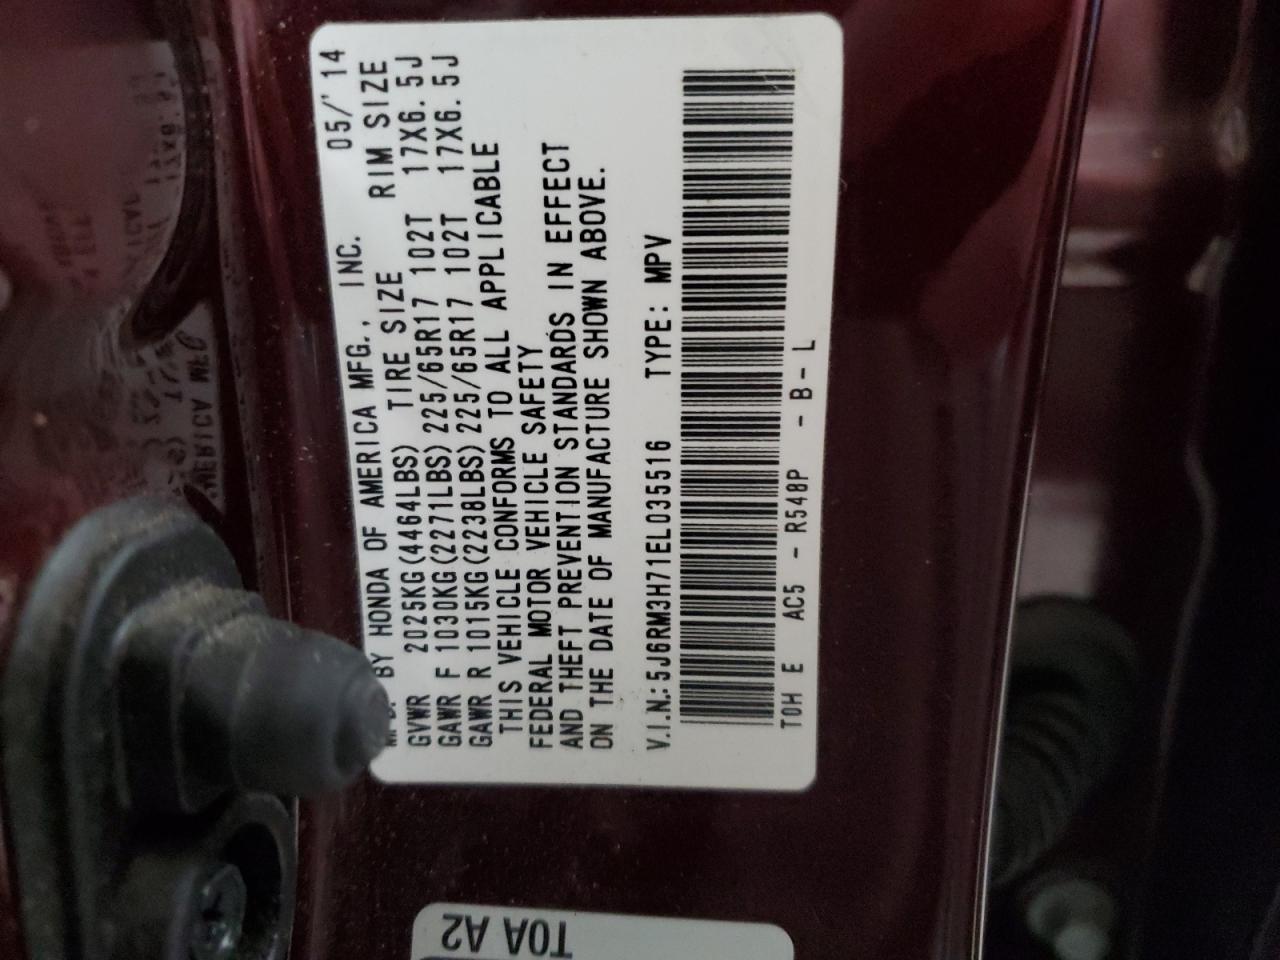 BY HONDA OF AMERICA MFG., INC. 05/'14
GVWR 2025KG(4464LBS) TIRE SIZE RIM SIZE
GAWR F 1030KG(2271LBS) 225/65R17 102T 17X6.5J
GAWR R 1015KG(2238LBS) 225/65R17 102T 17X6.5J
THIS VEHICLE CONFORMS TO ALL APPLICABLE
FEDERAL MOTOR VEHICLE SAFETY
AND THEFT PREVENTION STANDARDS IN EFFECT
ON THE DATE OF MANUFACTURE SHOWN ABOVE.
V.I.N.: 5J6RM3H71EL035516 TYPE: MPV
TOH E AC5 - R548P - B - L
TOA A2